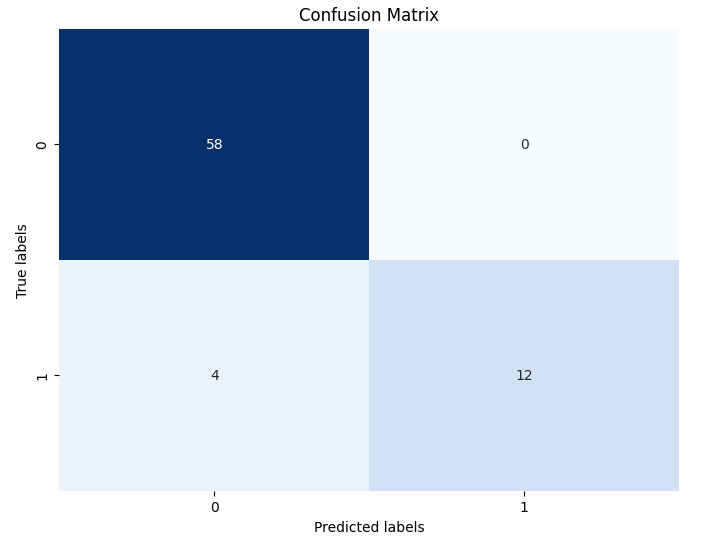 Confusion Matrix
0
58
0
True labels
1
4
12
0
1
Predicted labels